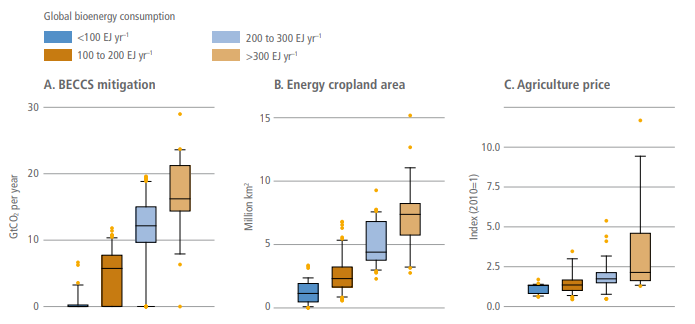 Global bioenergy consumption
<100 EJ yr⁻¹
200 to 300 EJ yr⁻¹
100 to 200 EJ yr⁻¹
>300 EJ yr⁻¹
A. BECCS mitigation
B. Energy cropland area
C. Agriculture price
GtCO₂ per year
30
20
10
0
Million km²
15
10
5
0
Index (2010=1)
10.0
7.5
5.0
2.5
0.0